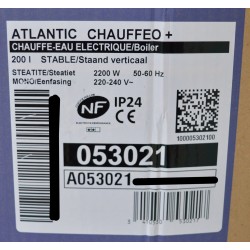 ATLANTIC CHAUFFEO +
CHAUFFE-EAU ELECTRIQUE/Boiler
200 l STABLE/Staand verticaal
STEATITE/Steatiet 2200 W 50-60 Hz
MONO/Eenfasing 220-240 V~
NF IP24
CE
100005302100
053021
A053021